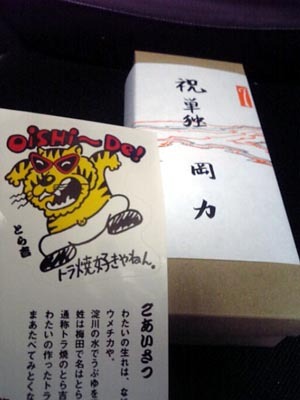 OiSHi〜De!
とら吉
トラ焼好きやねん。
ごあいさつ
わたいの生れは、な
ウメチカや、
淀川の水でうぶゆを
姓は梅田で名はとら
通称トラ焼のとら吉
わたいの作ったトラ
まあたべてみとくな
祝単独
岡力